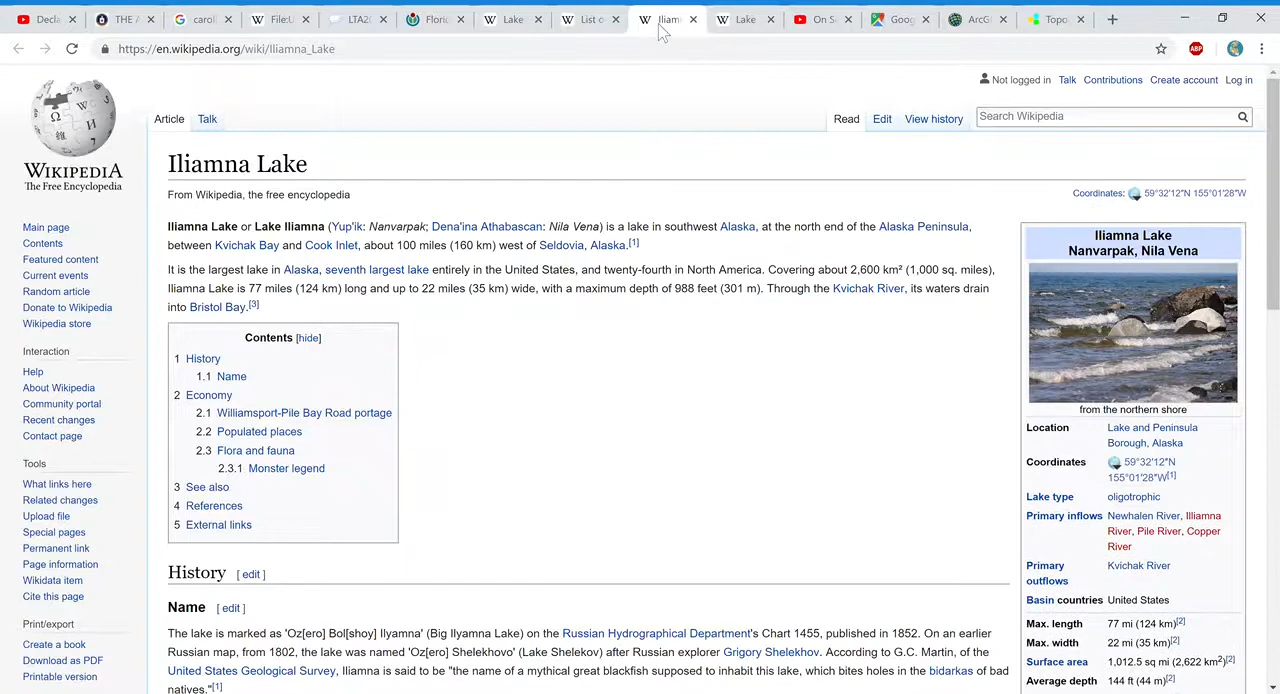 Decla
THE A
caroli
File:U
LTA20
Florid
Lake
List o
Iliamn
Lake
On S
Goog
ArcGI
Topo
https://en.wikipedia.org/wiki/Iliamna_Lake
ABP
Not logged in Talk Contributions Create account Log in
Article Talk
Read Edit View history
Search Wikipedia
WIKIPEDIA
The Free Encyclopedia
Main page
Contents
Featured content
Current events
Random article
Donate to Wikipedia
Wikipedia store
Interaction
Help
About Wikipedia
Community portal
Recent changes
Contact page
Tools
What links here
Related changes
Upload file
Special pages
Permanent link
Page information
Wikidata item
Cite this page
Print/export
Create a book
Download as PDF
Printable version
Iliamna Lake
From Wikipedia, the free encyclopedia
Coordinates: 59°32′12″N 155°01′28″W
Iliamna Lake or Lake Iliamna (Yup'ik: Nanvarpak; Dena'ina Athabascan: Nila Vena) is a lake in southwest Alaska, at the north end of the Alaska Peninsula,
between Kvichak Bay and Cook Inlet, about 100 miles (160 km) west of Seldovia, Alaska.[1]
It is the largest lake in Alaska, seventh largest lake entirely in the United States, and twenty-fourth in North America. Covering about 2,600 km² (1,000 sq. miles),
Iliamna Lake is 77 miles (124 km) long and up to 22 miles (35 km) wide, with a maximum depth of 988 feet (301 m). Through the Kvichak River, its waters drain
into Bristol Bay.[3]
Contents [hide]
1 History
1.1 Name
2 Economy
2.1 Williamsport-Pile Bay Road portage
2.2 Populated places
2.3 Flora and fauna
2.3.1 Monster legend
3 See also
4 References
5 External links
History [ edit ]
Name [ edit ]
The lake is marked as 'Oz[ero] Bol[shoy] Ilyamna' (Big Ilyamna Lake) on the Russian Hydrographical Department's Chart 1455, published in 1852. On an earlier
Russian map, from 1802, the lake was named 'Oz[ero] Shelekhovo' (Lake Shelekov) after Russian explorer Grigory Shelekhov. According to G.C. Martin, of the
United States Geological Survey, Iliamna is said to be "the name of a mythical great blackfish supposed to inhabit this lake, which bites holes in the bidarkas of bad
natives."[1]
Iliamna Lake
Nanvarpak, Nila Vena
from the northern shore
Location Lake and Peninsula
Borough, Alaska
Coordinates 59°32′12″N
155°01′28″W[1]
Lake type oligotrophic
Primary inflows Newhalen River, Illiamna
River, Pile River, Copper
River
Primary Kvichak River
outflows
Basin countries United States
Max. length 77 mi (124 km)[2]
Max. width 22 mi (35 km)[2]
Surface area 1,012.5 sq mi (2,622 km2)[2]
Average depth 144 ft (44 m)[2]